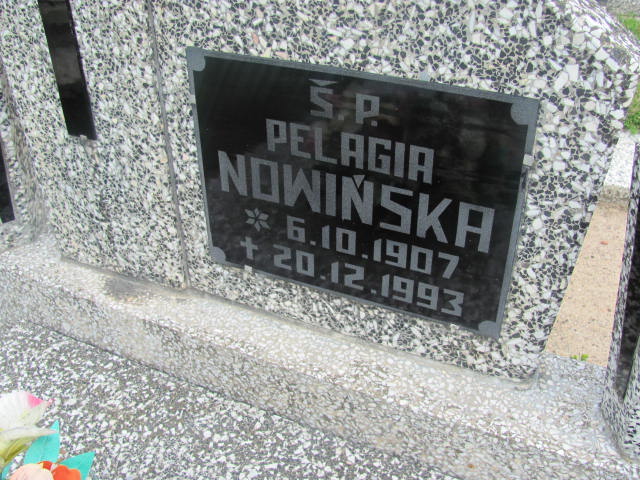 Ś. P.
PELAGIA
NOWIŃSKA
* 6.10.1907
+ 20.12.1993